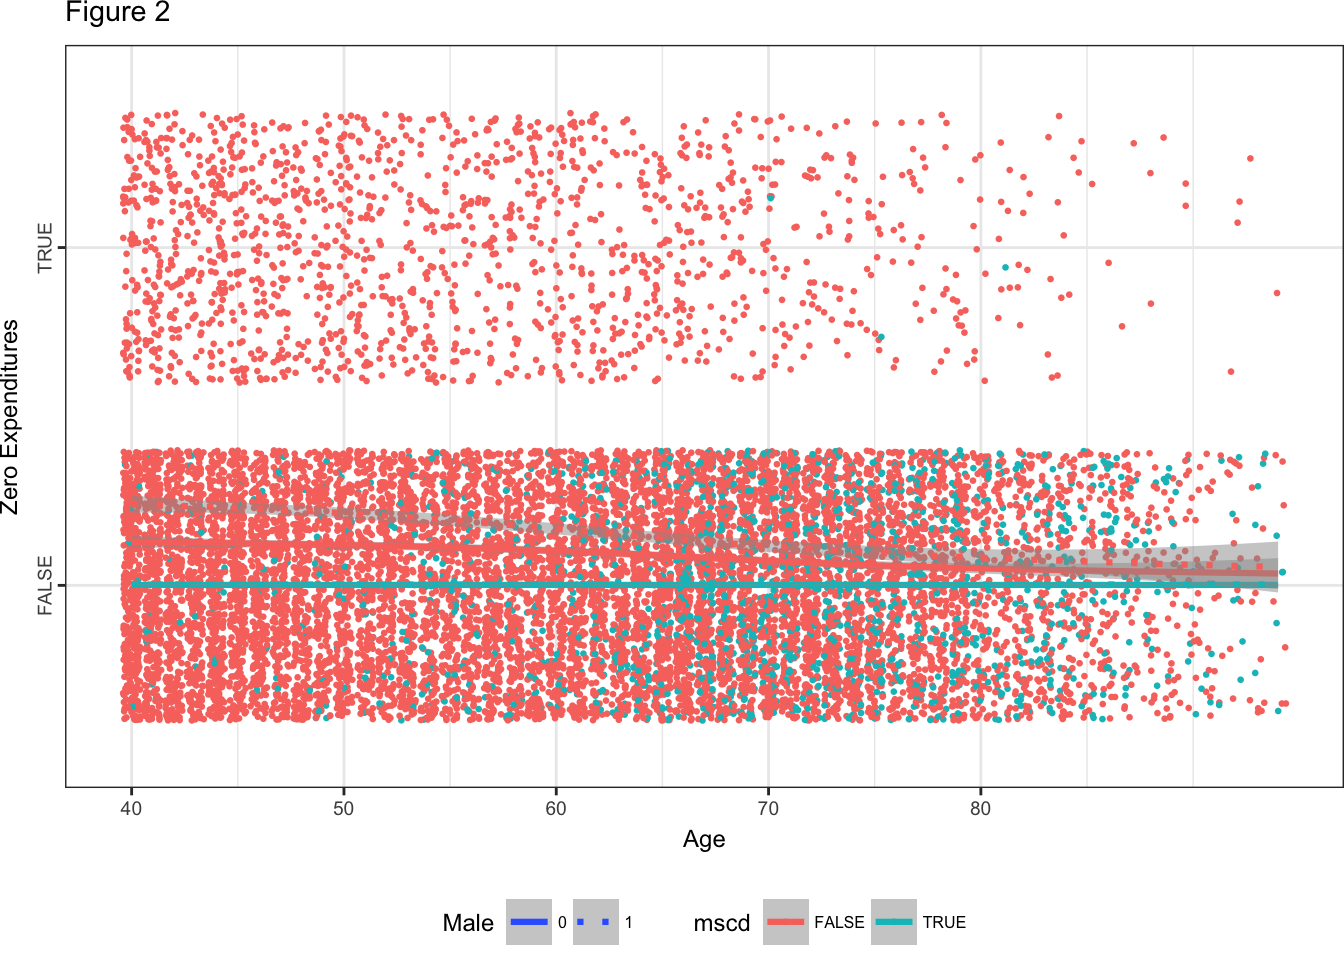 Figure 2
Zero Expenditures
TRUE
FALSE
40 50 60 70 80
Age
Male 0 1 mscd FALSE TRUE